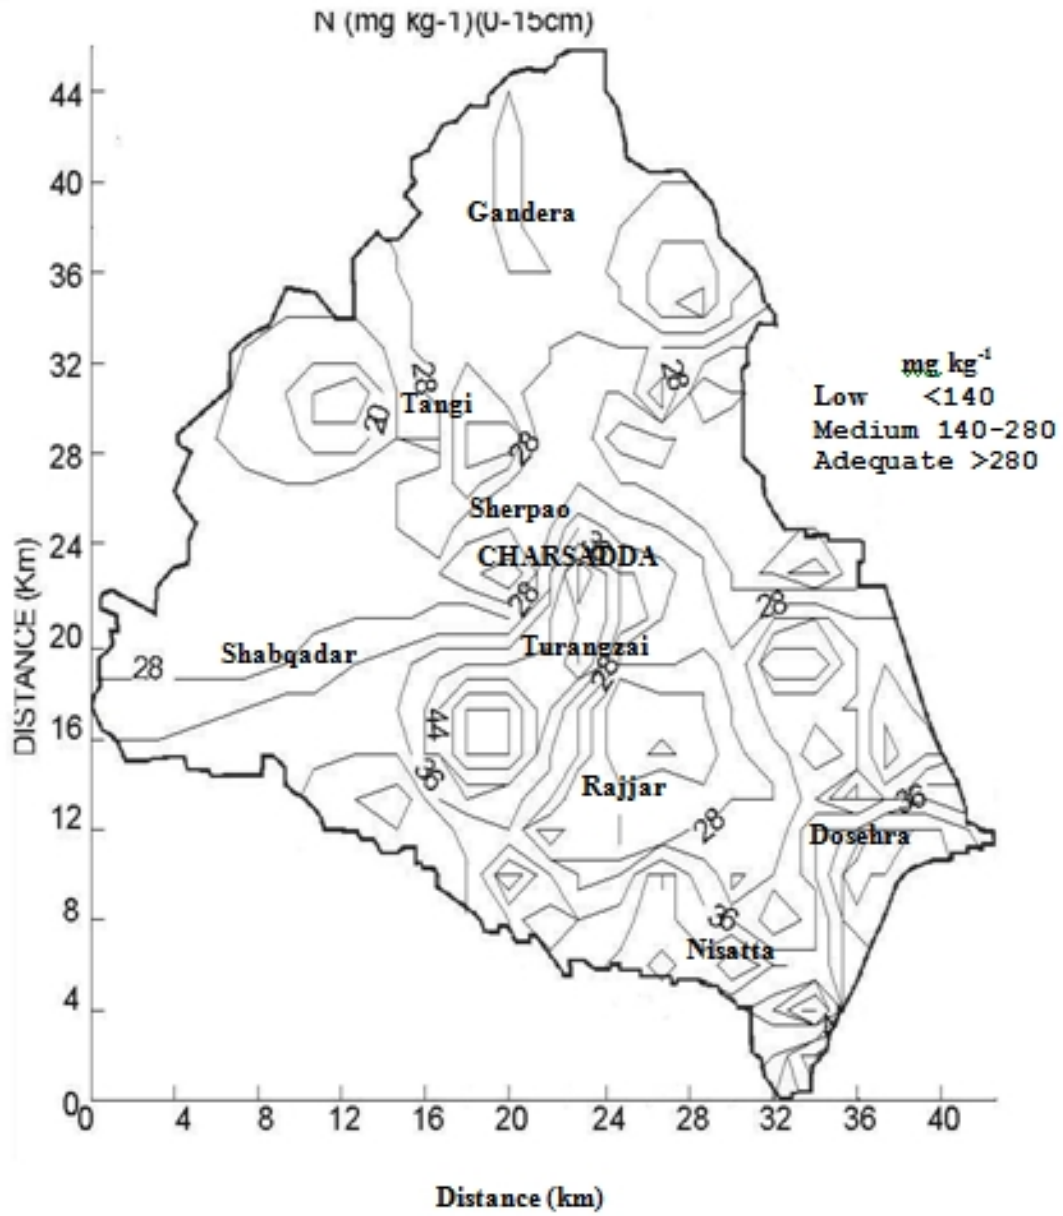 N (mg kg-1)(0-15cm)
44
40
36
32
28
24
20
16
12
8
4
0
DISTANCE (Km)
Gandera
28
28
Tangi
20
28
Sherpao
CHARSADDA
28
28
Turangzai
Shabqadar
28
28
44
36
Rajjar
36
28
Dosehra
36
Nisatta
mg kg-1
Low <140
Medium 140-280
Adequate >280
0 4 8 12 16 20 24 28 32 36 40
Distance (km)